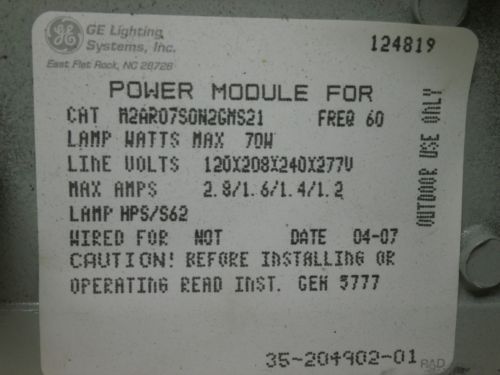 GE Lighting
Systems, Inc.
East Flat Rock, NC 28726
124819
POWER MODULE FOR
CAT M2AR07S0N2GMS21 FREQ 60
LAMP WATTS MAX 70W
LINE VOLTS 120X208X240X277V
MAX AMPS 2.8/1.6/1.4/1.2
LAMP HPS/S62
WIRED FOR NOT DATE 04-07
CAUTION! BEFORE INSTALLING OR
OPERATING READ INST. GEH 5777
OUTDOOR USE ONLY
35-204902-01
RAD